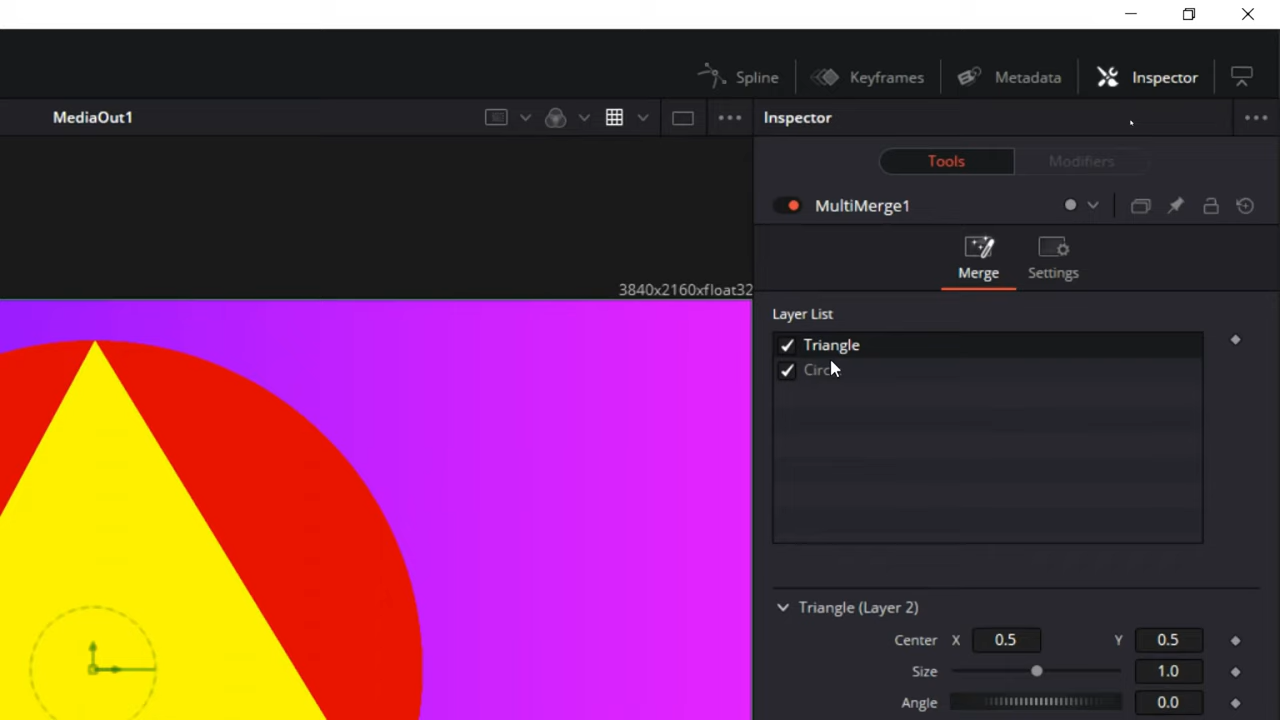 Spline Keyframes Metadata Inspector
MediaOut1
Inspector
Tools Modifiers
MultiMerge1
Merge Settings
3840x2160xfloat32
Layer List
Triangle
Triangle (Layer 2)
Center X 0.5 Y 0.5
Size 1.0
Angle 0.0